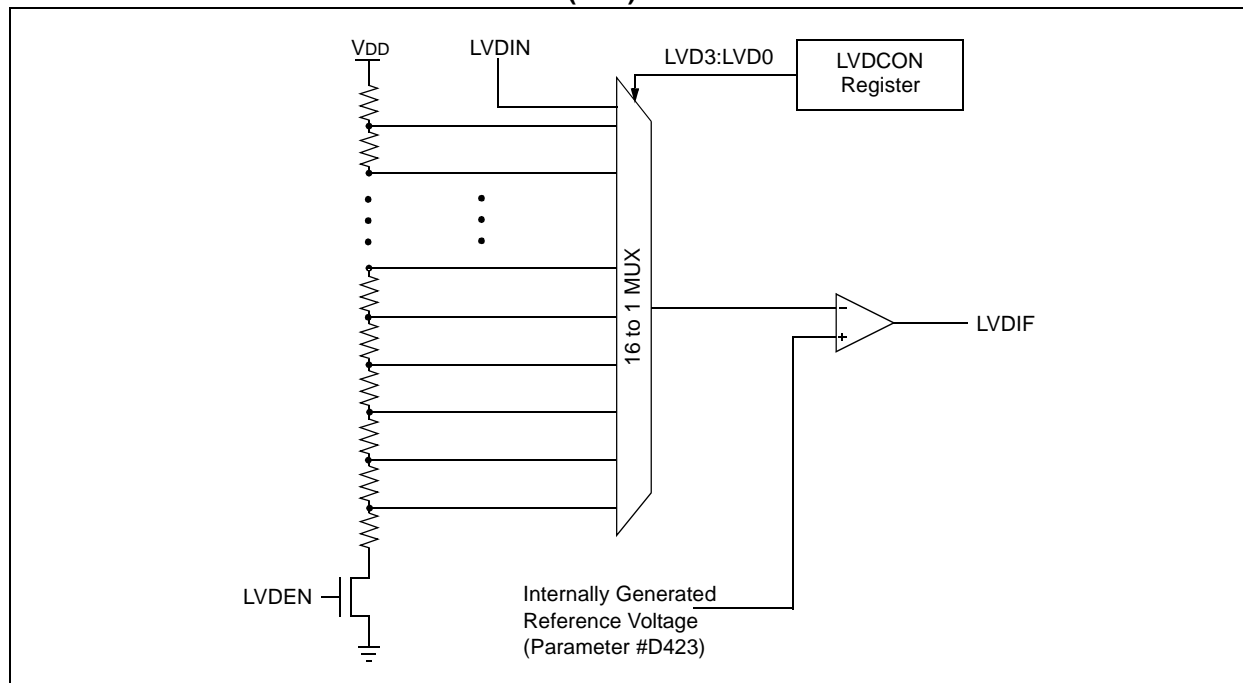 VDD
LVDIN
LVD3:LVD0
LVDCON
Register
16 to 1 MUX
–
+
LVDIF
LVDEN
Internally Generated
Reference Voltage
(Parameter #D423)